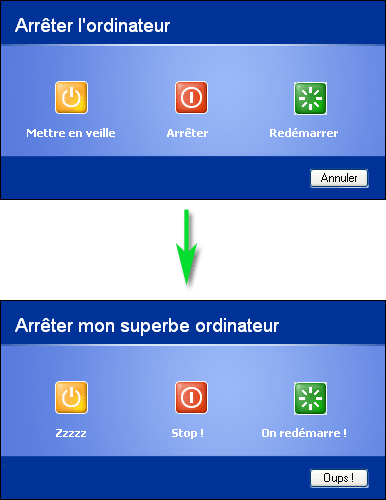 Arrêter l'ordinateur
Mettre en veille Arrêter Redémarrer
Annuler
Arrêter mon superbe ordinateur
Zzzzz Stop ! On redémarre !
Oups !